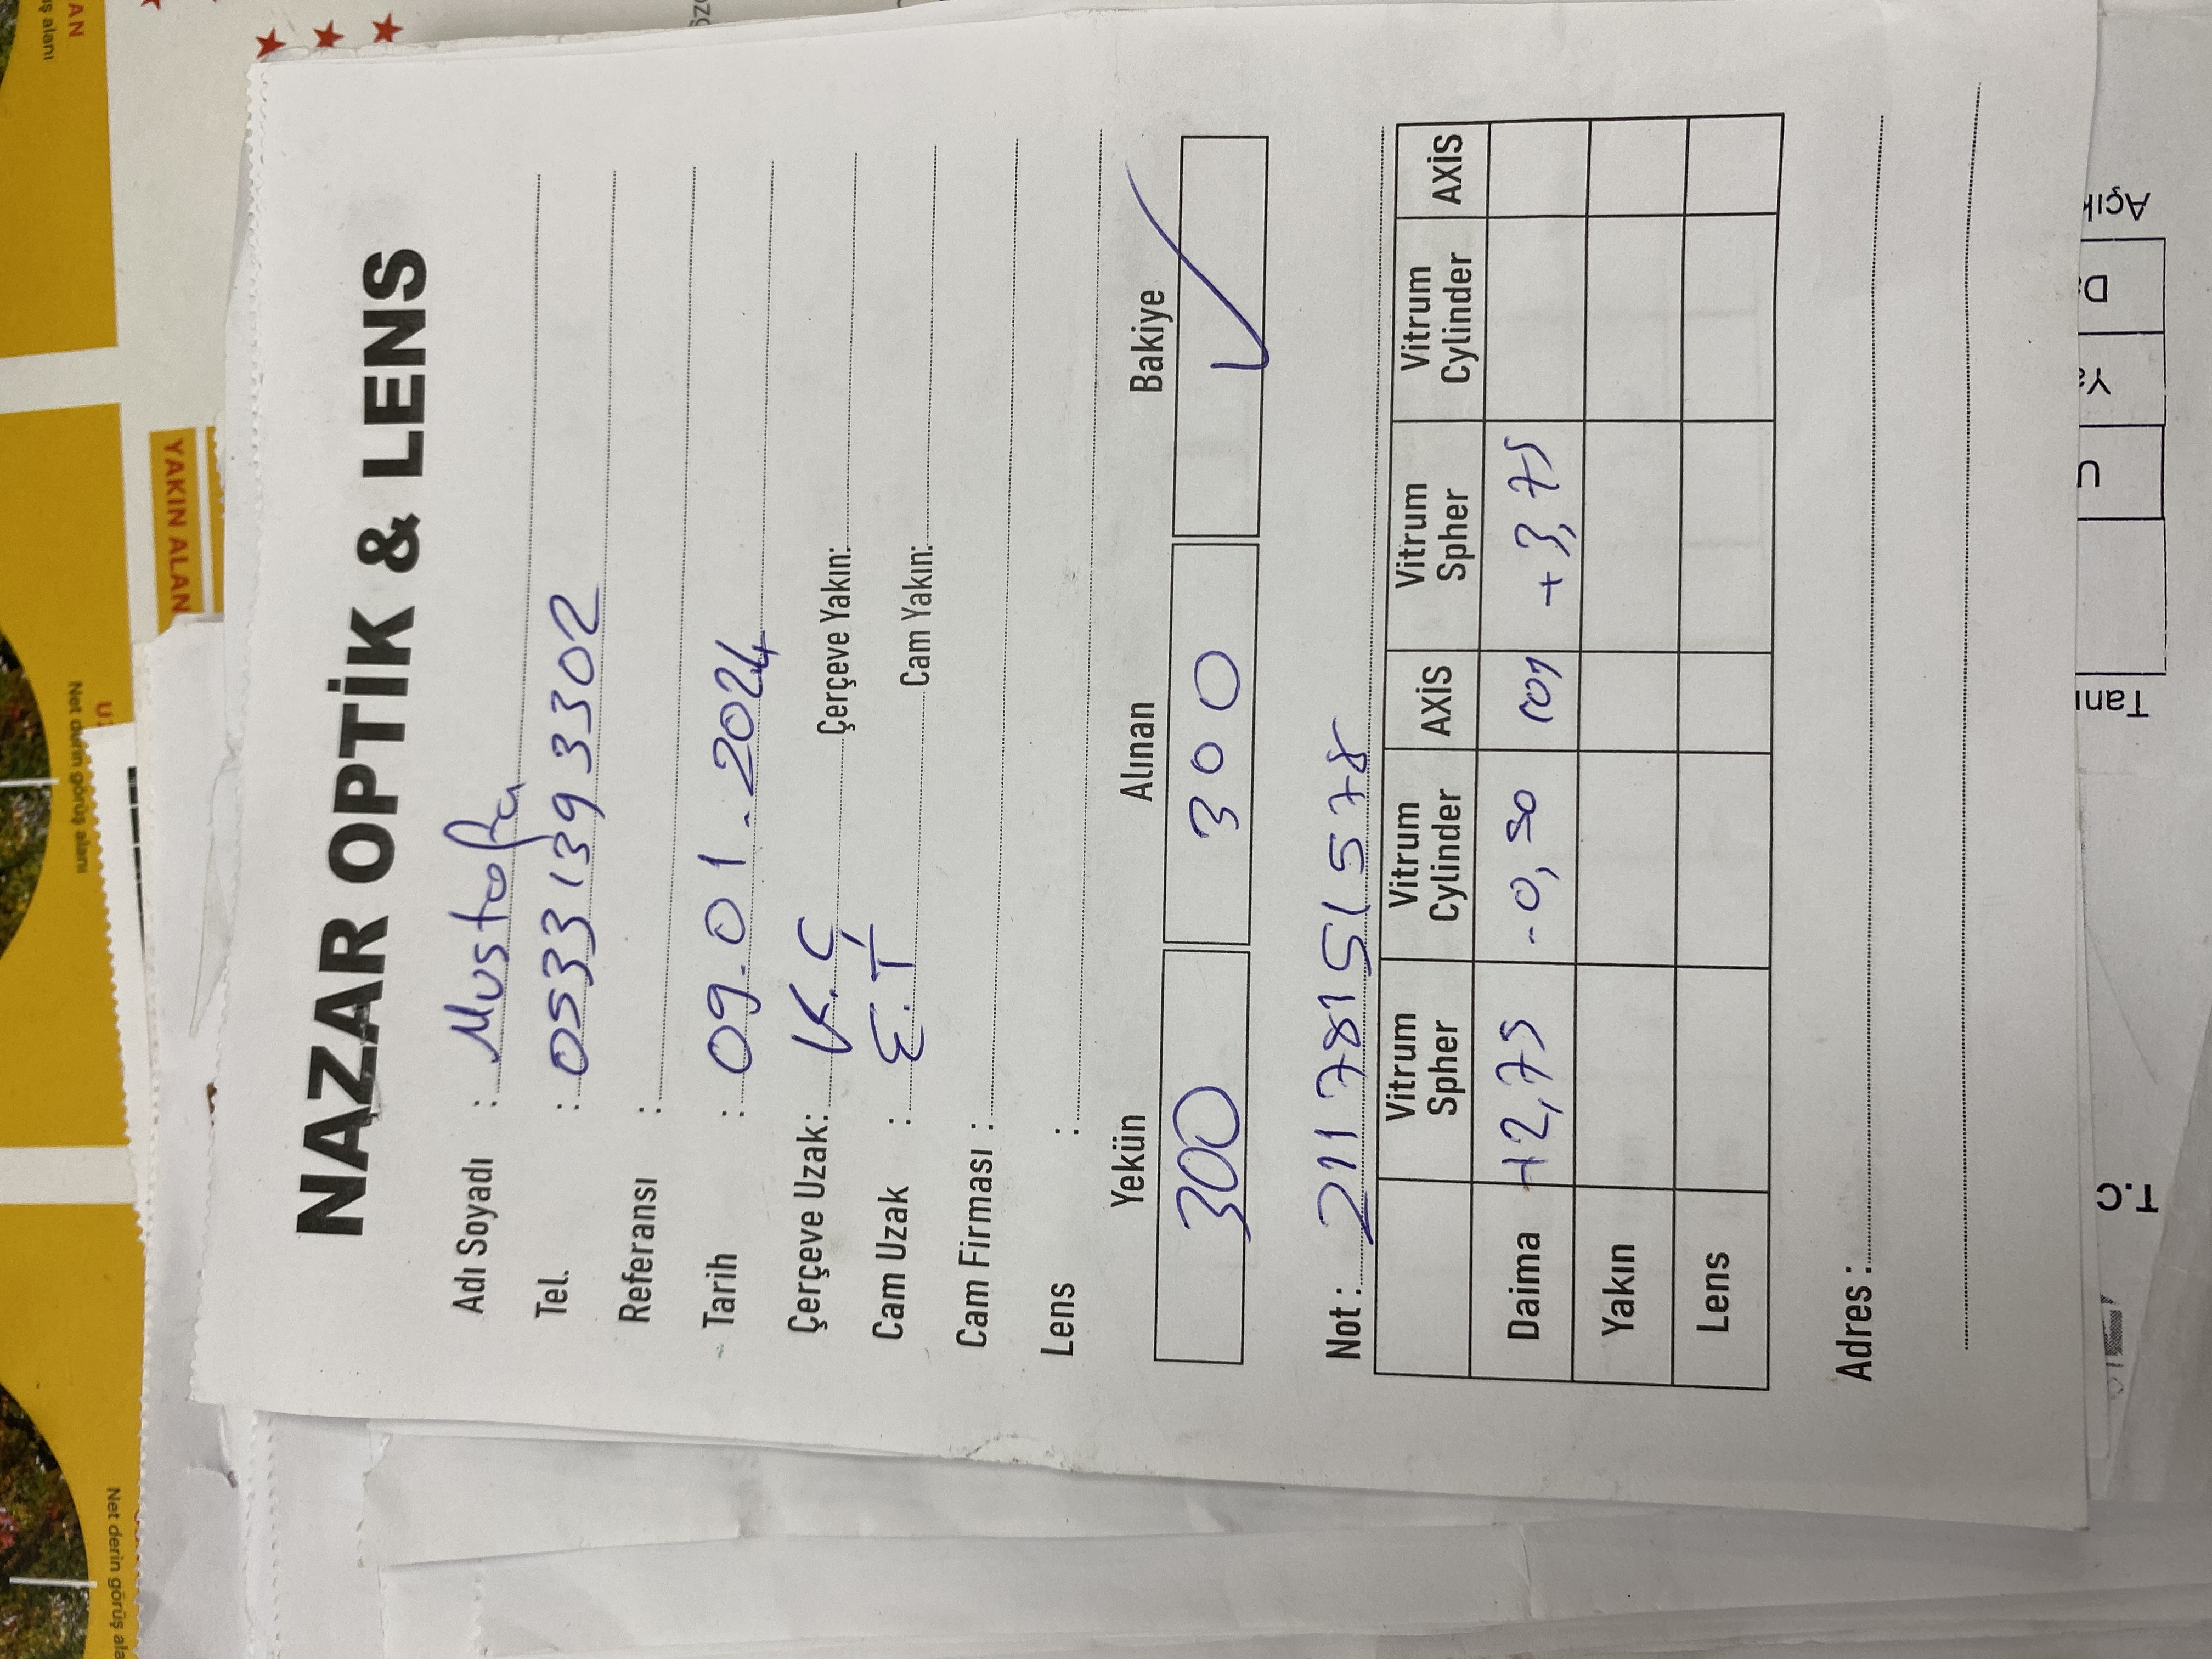 Net derin görüş ala
Net derin görüş alanı
ş alanı
YAKIN ALAN
NAZAR OPTİK & LENS
Adı Soyadı : Mustafa
Tel. : 05331393302
Referansı :
Tarih : 09.01.2024
Çerçeve Uzak: K.Ç Çerçeve Yakın:
Cam Uzak : E.T Cam Yakın:
Cam Firması :
Lens :
Yekün Alınan Bakiye
300 300 ✓
Not : 21178151578
Vitrum Spher Vitrum Cylinder AXİS Vitrum Spher Vitrum Cylinder AXİS
Daima +2,75 -0,50 101 +3,75
Yakın
Lens
Adres :
T.C
Tanı
U
Ya
D
Açık